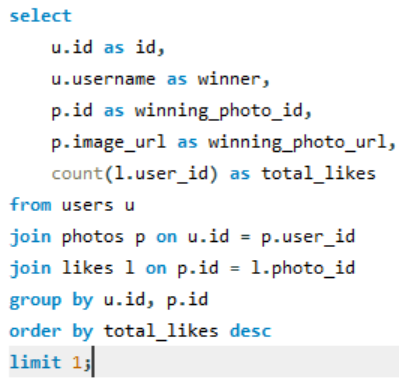 select
    u.id as id,
    u.username as winner,
    p.id as winning_photo_id,
    p.image_url as winning_photo_url,
    count(l.user_id) as total_likes
from users u
join photos p on u.id = p.user_id
join likes l on p.id = l.photo_id
group by u.id, p.id
order by total_likes desc
limit 1;